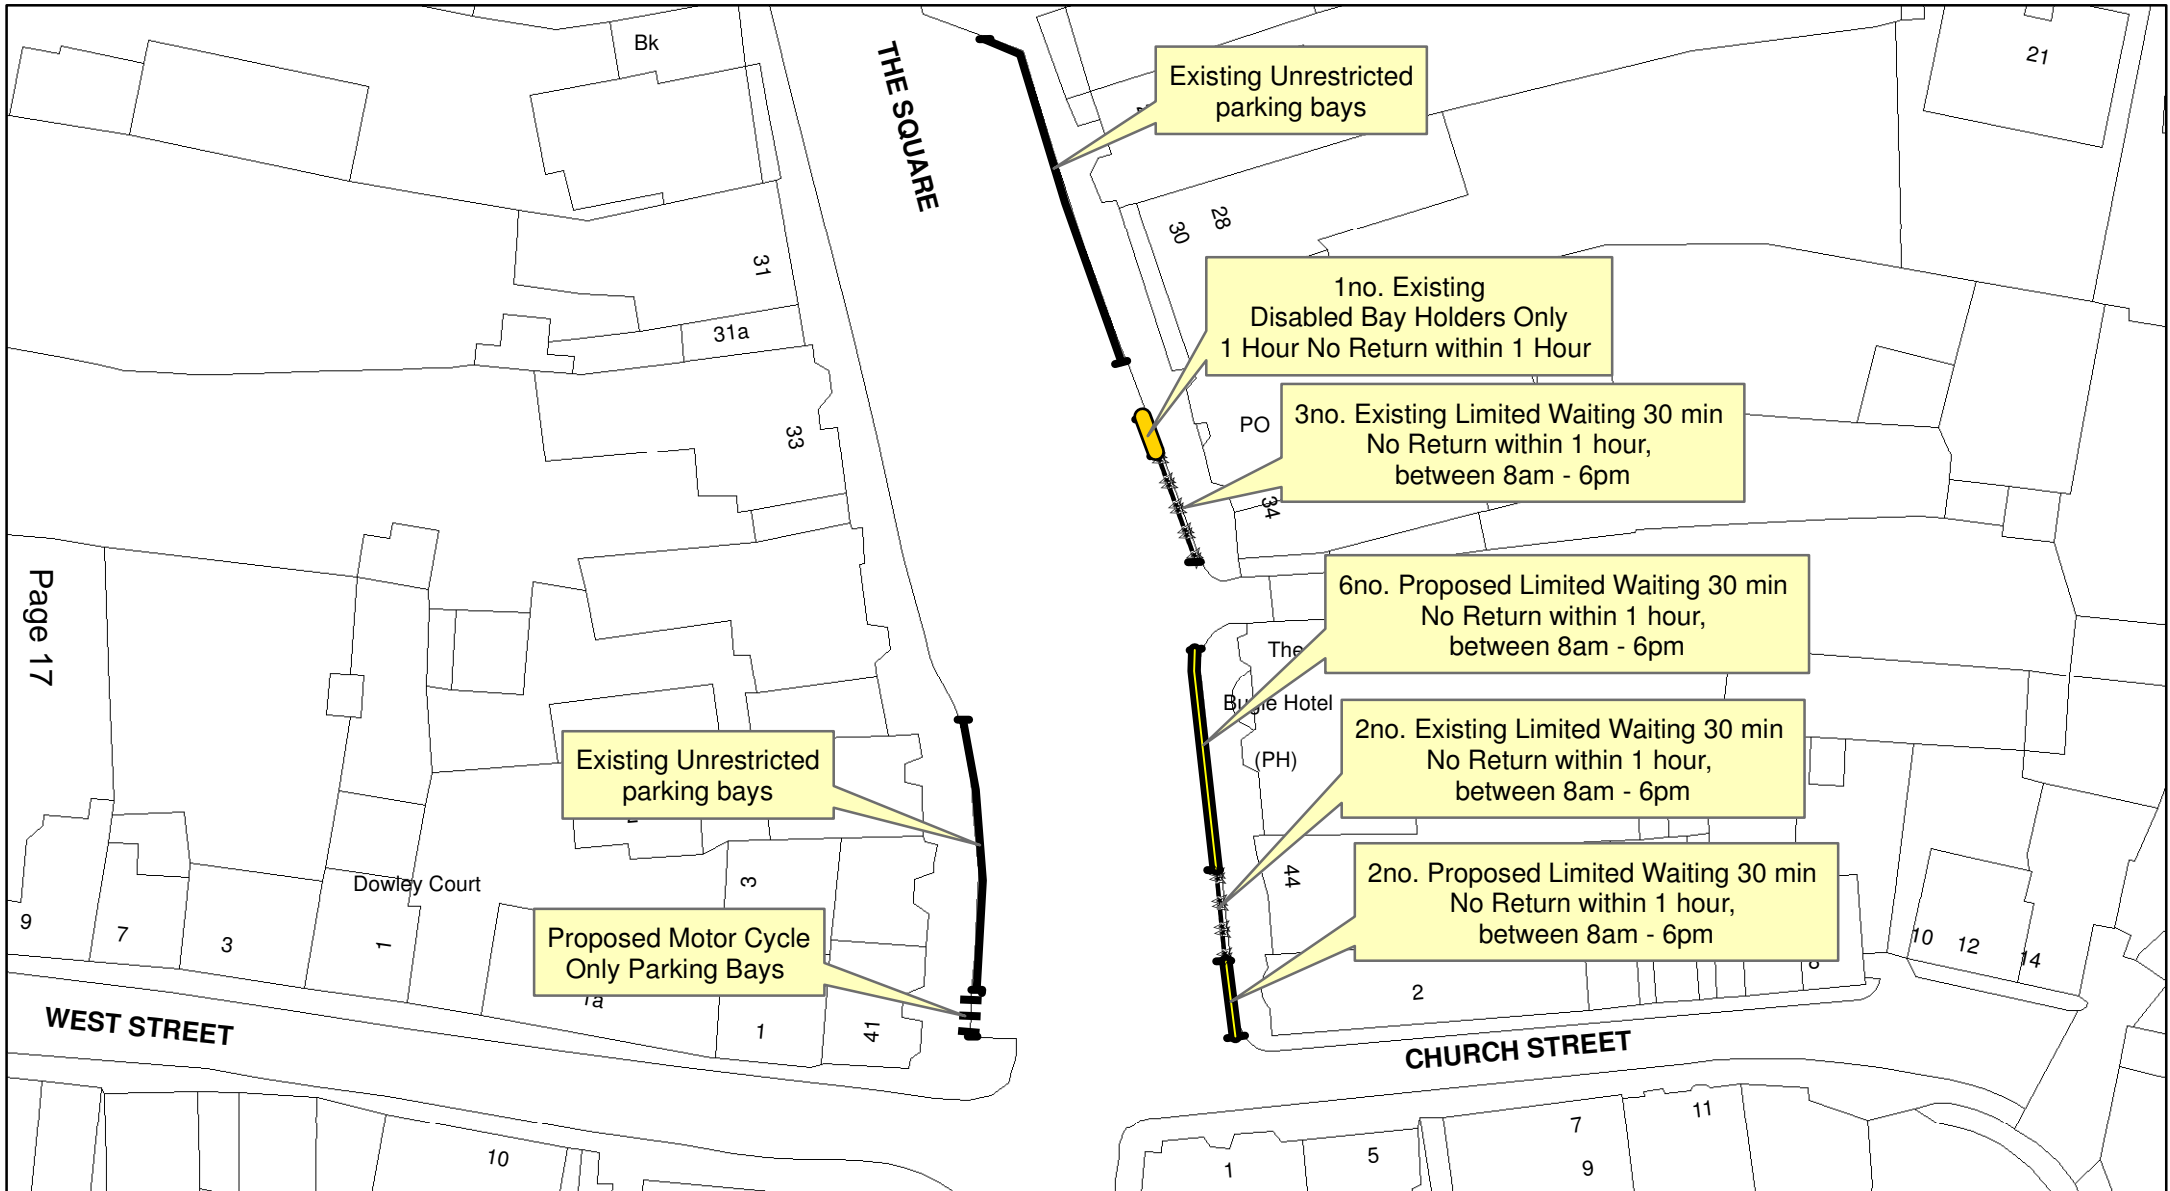 Bk
THE SQUARE
21
Existing Unrestricted
parking bays
30
28
31
31a
1no. Existing
Disabled Bay Holders Only
1 Hour No Return within 1 Hour
33
PO
3no. Existing Limited Waiting 30 min
No Return within 1 hour,
between 8am - 6pm
34
Page 17
6no. Proposed Limited Waiting 30 min
No Return within 1 hour,
between 8am - 6pm
The
Bugle Hotel
(PH)
2no. Existing Limited Waiting 30 min
No Return within 1 hour,
between 8am - 6pm
Existing Unrestricted
parking bays
44
2no. Proposed Limited Waiting 30 min
No Return within 1 hour,
between 8am - 6pm
Dowley Court
3
9
7
3
1
Proposed Motor Cycle
Only Parking Bays
1a
1
41
2
10
12
14
WEST STREET
CHURCH STREET
10
1
5
7
9
11